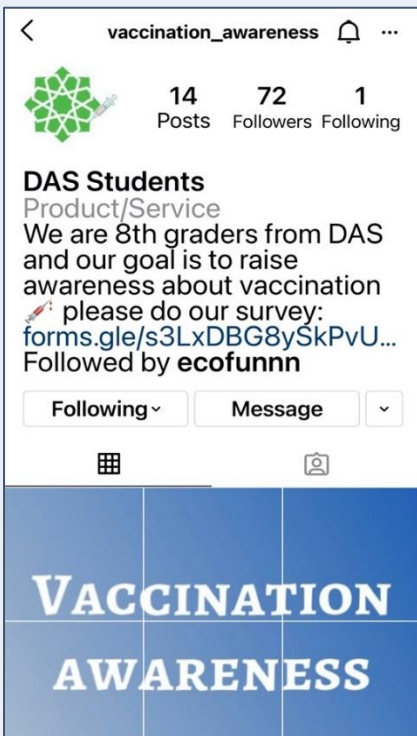 vaccination_awareness ...
14 72 1
Posts Followers Following
DAS Students
Product/Service
We are 8th graders from DAS
and our goal is to raise
awareness about vaccination
💉 please do our survey:
forms.gle/s3LxDBG8ySkPvU...
Followed by ecofunnn
Following Message
VACCINATION
AWARENESS